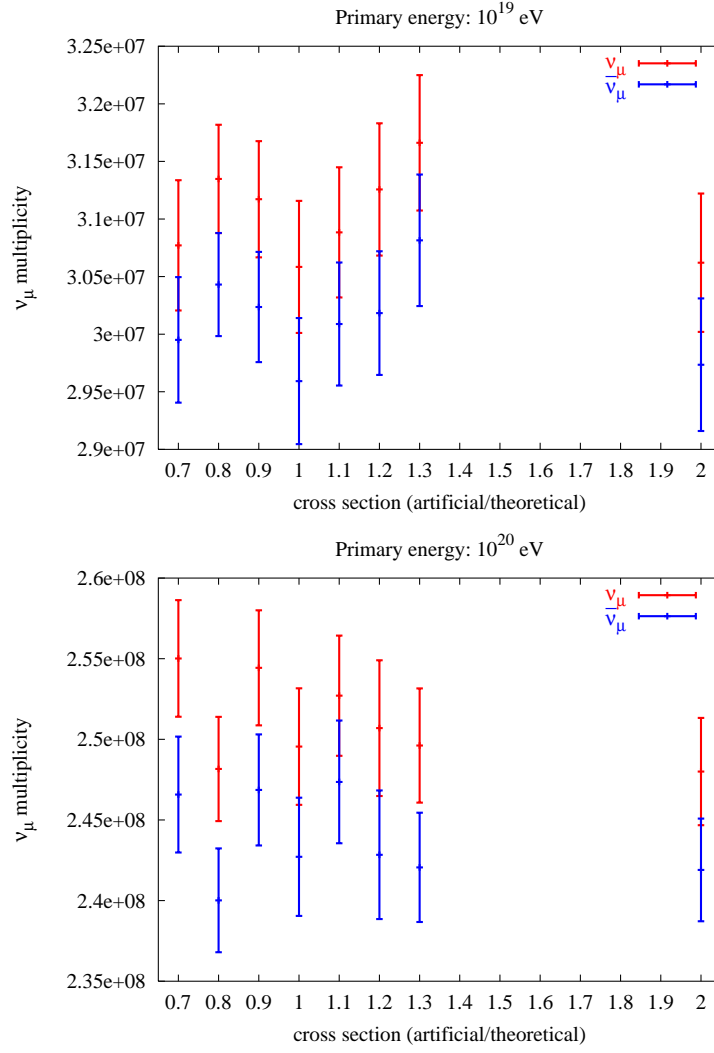 Primary energy: 10^19 eV
3.25e+07
3.2e+07
3.15e+07
3.1e+07
3.05e+07
3e+07
2.95e+07
2.9e+07
ν_μ multiplicity
ν_μ
ν̅_μ
0.7 0.8 0.9 1 1.1 1.2 1.3 1.4 1.5 1.6 1.7 1.8 1.9 2
cross section (artificial/theoretical)
Primary energy: 10^20 eV
2.6e+08
2.55e+08
2.5e+08
2.45e+08
2.4e+08
2.35e+08
ν_μ multiplicity
ν_μ
ν̅_μ
0.7 0.8 0.9 1 1.1 1.2 1.3 1.4 1.5 1.6 1.7 1.8 1.9 2
cross section (artificial/theoretical)